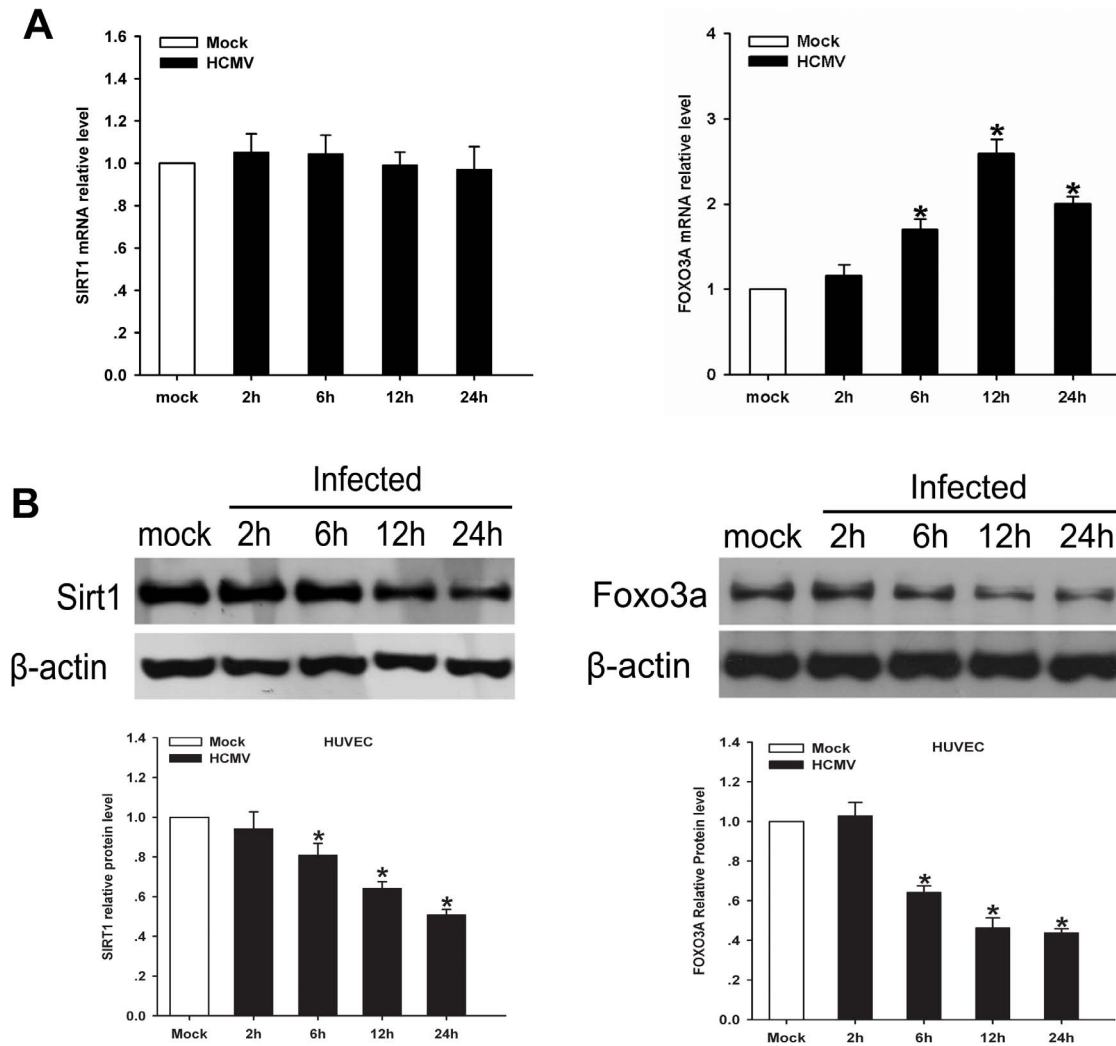 A
1.6
1.4
1.2
1.0
.8
.6
.4
.2
0.0
SIRT1 mRNA relative level
Mock
HCMV
mock 2h 6h 12h 24h
4
3
2
1
0
FOXO3A mRNA relative level
Mock
HCMV
*
*
*
mock 2h 6h 12h 24h
B
Infected
mock 2h 6h 12h 24h
Sirt1
β-actin
Infected
mock 2h 6h 12h 24h
Foxo3a
β-actin
1.4
1.2
1.0
.8
.6
.4
.2
0.0
SIRT1 relative protein level
Mock
HCMV
HUVEC
*
*
*
Mock 2h 6h 12h 24h
1.4
1.2
1.0
.8
.6
.4
.2
0.0
FOXO3A Relative Protein level
Mock
HCMV
HUVEC
*
*
*
Mock 2h 6h 12h 24h